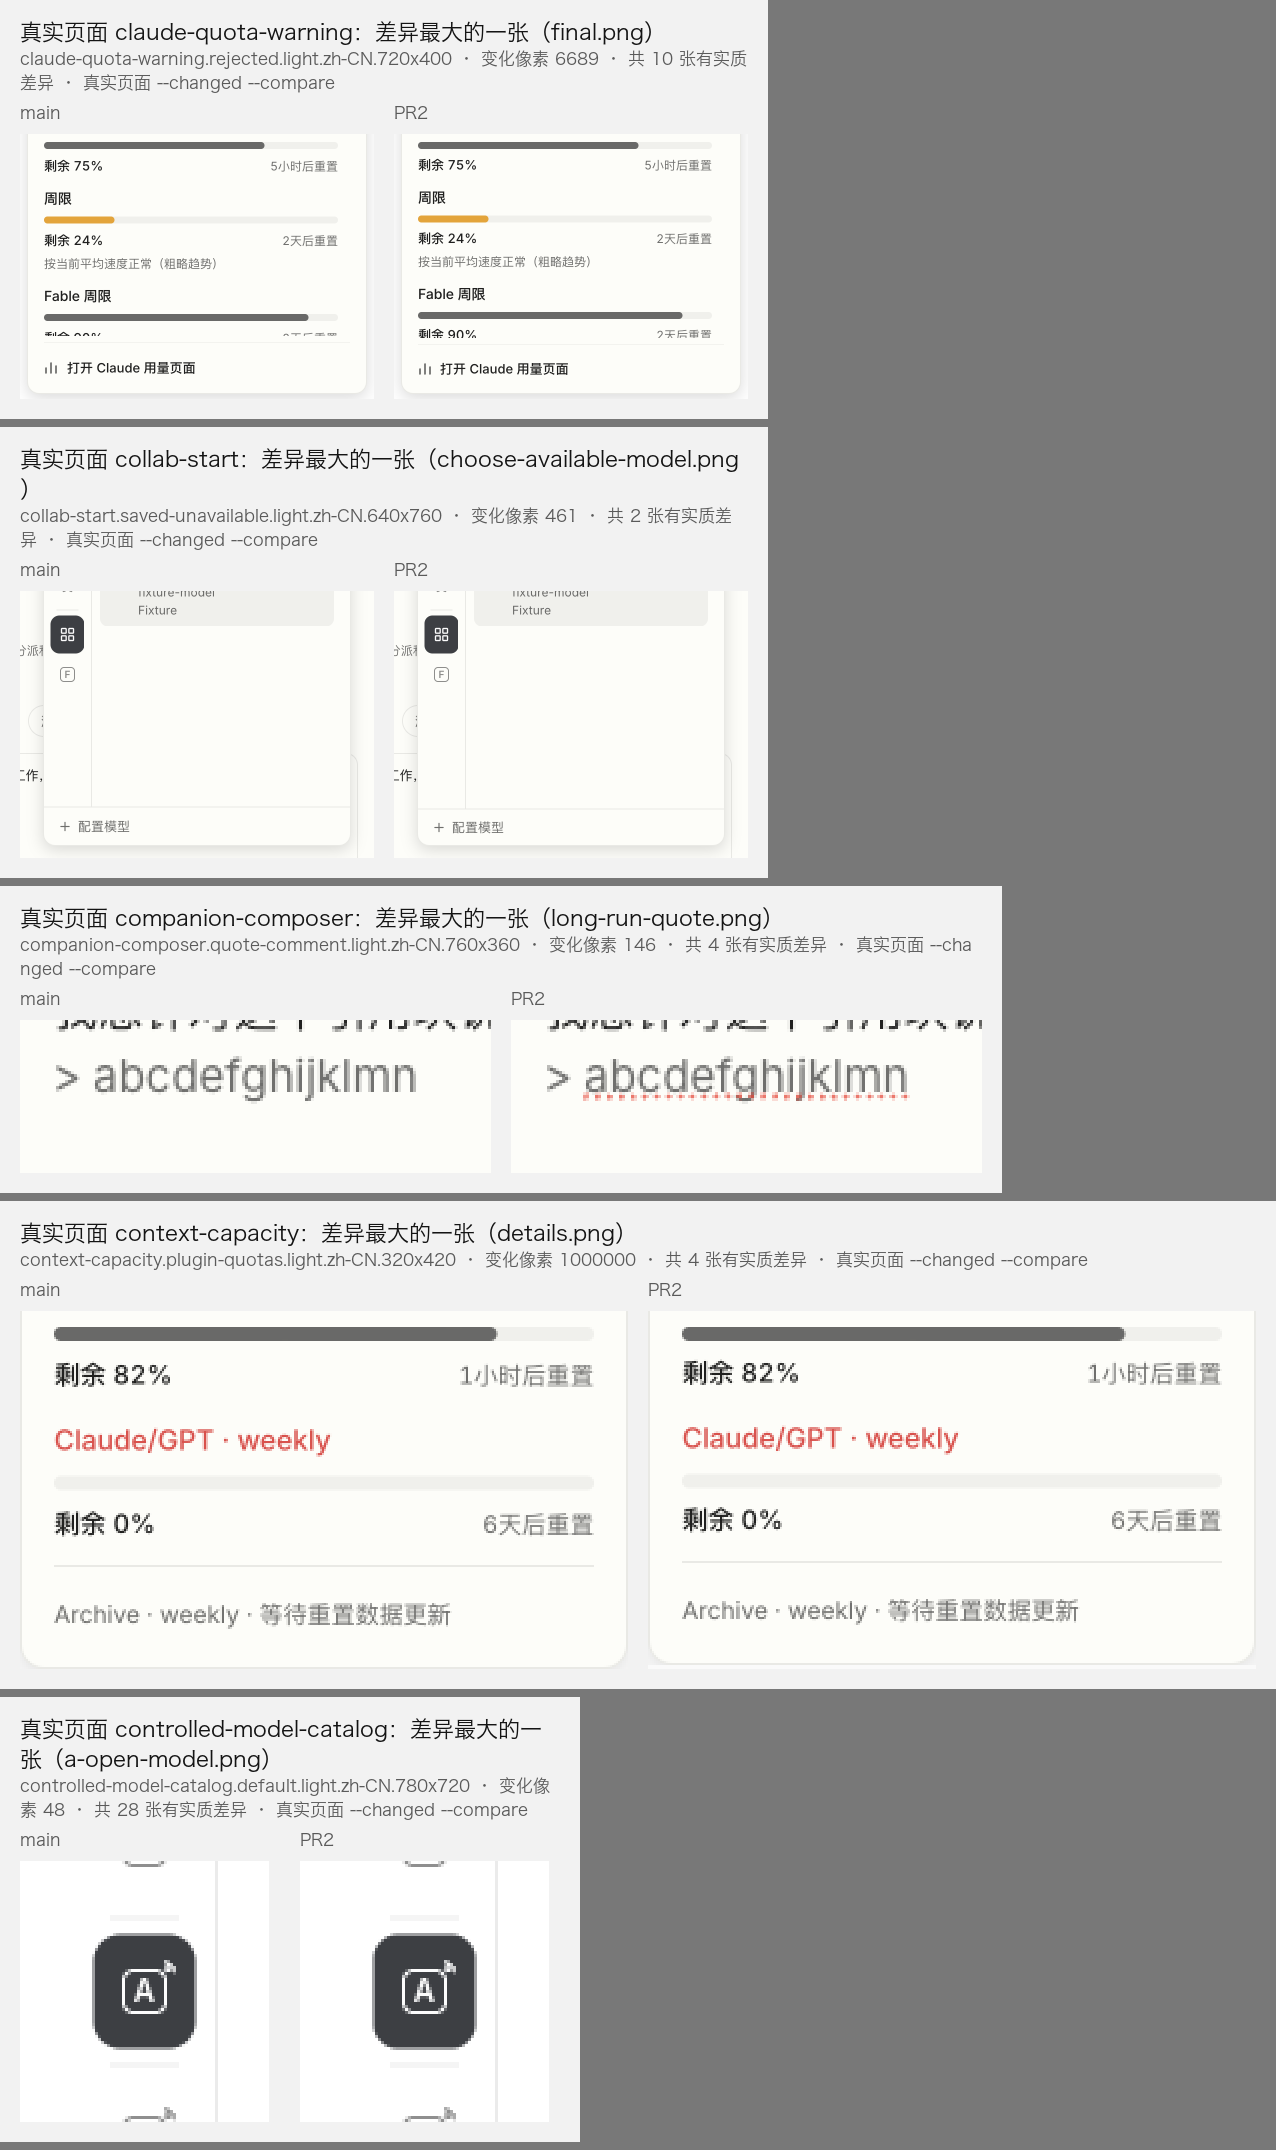 真实页面 claude-quota-warning：差异最大的一张（final.png）
claude-quota-warning.rejected.light.zh-CN.720x400 · 变化像素 6689 · 共 10 张有实质
差异 · 真实页面 --changed --compare
main
PR2
剩余 75%
5小时后重置
周限
剩余 24%
2天后重置
按当前平均速度正常（粗略趋势）
Fable 周限
打开 Claude 用量页面
剩余 75%
5小时后重置
周限
剩余 24%
2天后重置
按当前平均速度正常（粗略趋势）
Fable 周限
剩余 90%
2天后重置
打开 Claude 用量页面
真实页面 collab-start：差异最大的一张（choose-available-model.png
）
collab-start.saved-unavailable.light.zh-CN.640x760 · 变化像素 461 · 共 2 张有实质差
异 · 真实页面 --changed --compare
main
PR2
fixture-model
Fixture
F
工作,
+ 配置模型
fixture-model
Fixture
F
工作,
+ 配置模型
真实页面 companion-composer：差异最大的一张（long-run-quote.png）
companion-composer.quote-comment.light.zh-CN.760x360 · 变化像素 146 · 共 4 张有实质差异 · 真实页面 --cha
nged --compare
main
PR2
> abcdefghijklmn
> abcdefghijklmn
真实页面 context-capacity：差异最大的一张（details.png）
context-capacity.plugin-quotas.light.zh-CN.320x420 · 变化像素 1000000 · 共 4 张有实质差异 · 真实页面 --changed --compare
main
PR2
剩余 82%
1小时后重置
Claude/GPT · weekly
剩余 0%
6天后重置
Archive · weekly · 等待重置数据更新
剩余 82%
1小时后重置
Claude/GPT · weekly
剩余 0%
6天后重置
Archive · weekly · 等待重置数据更新
真实页面 controlled-model-catalog：差异最大的一
张（a-open-model.png）
controlled-model-catalog.default.light.zh-CN.780x720 · 变化像
素 48 · 共 28 张有实质差异 · 真实页面 --changed --compare
main
PR2
A
A